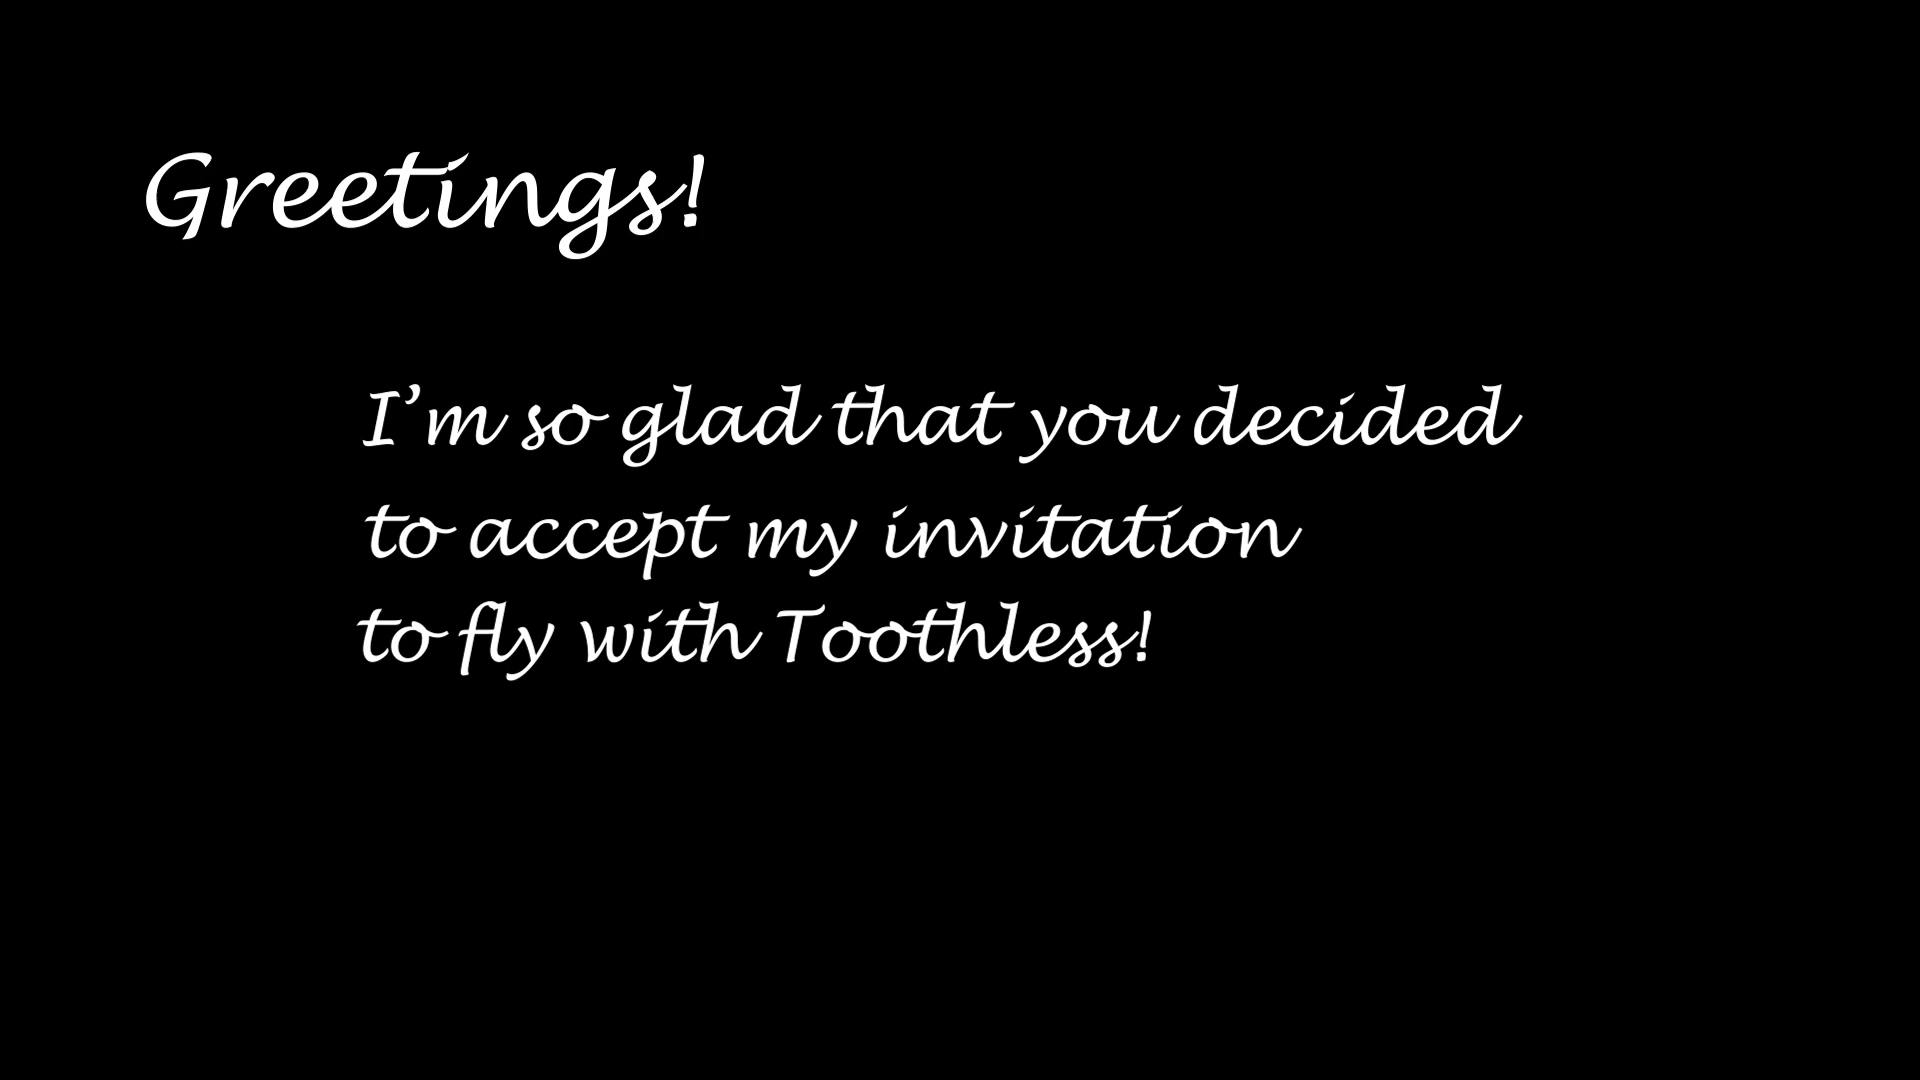 Greetings!
I’m so glad that you decided
to accept my invitation
to fly with Toothless!